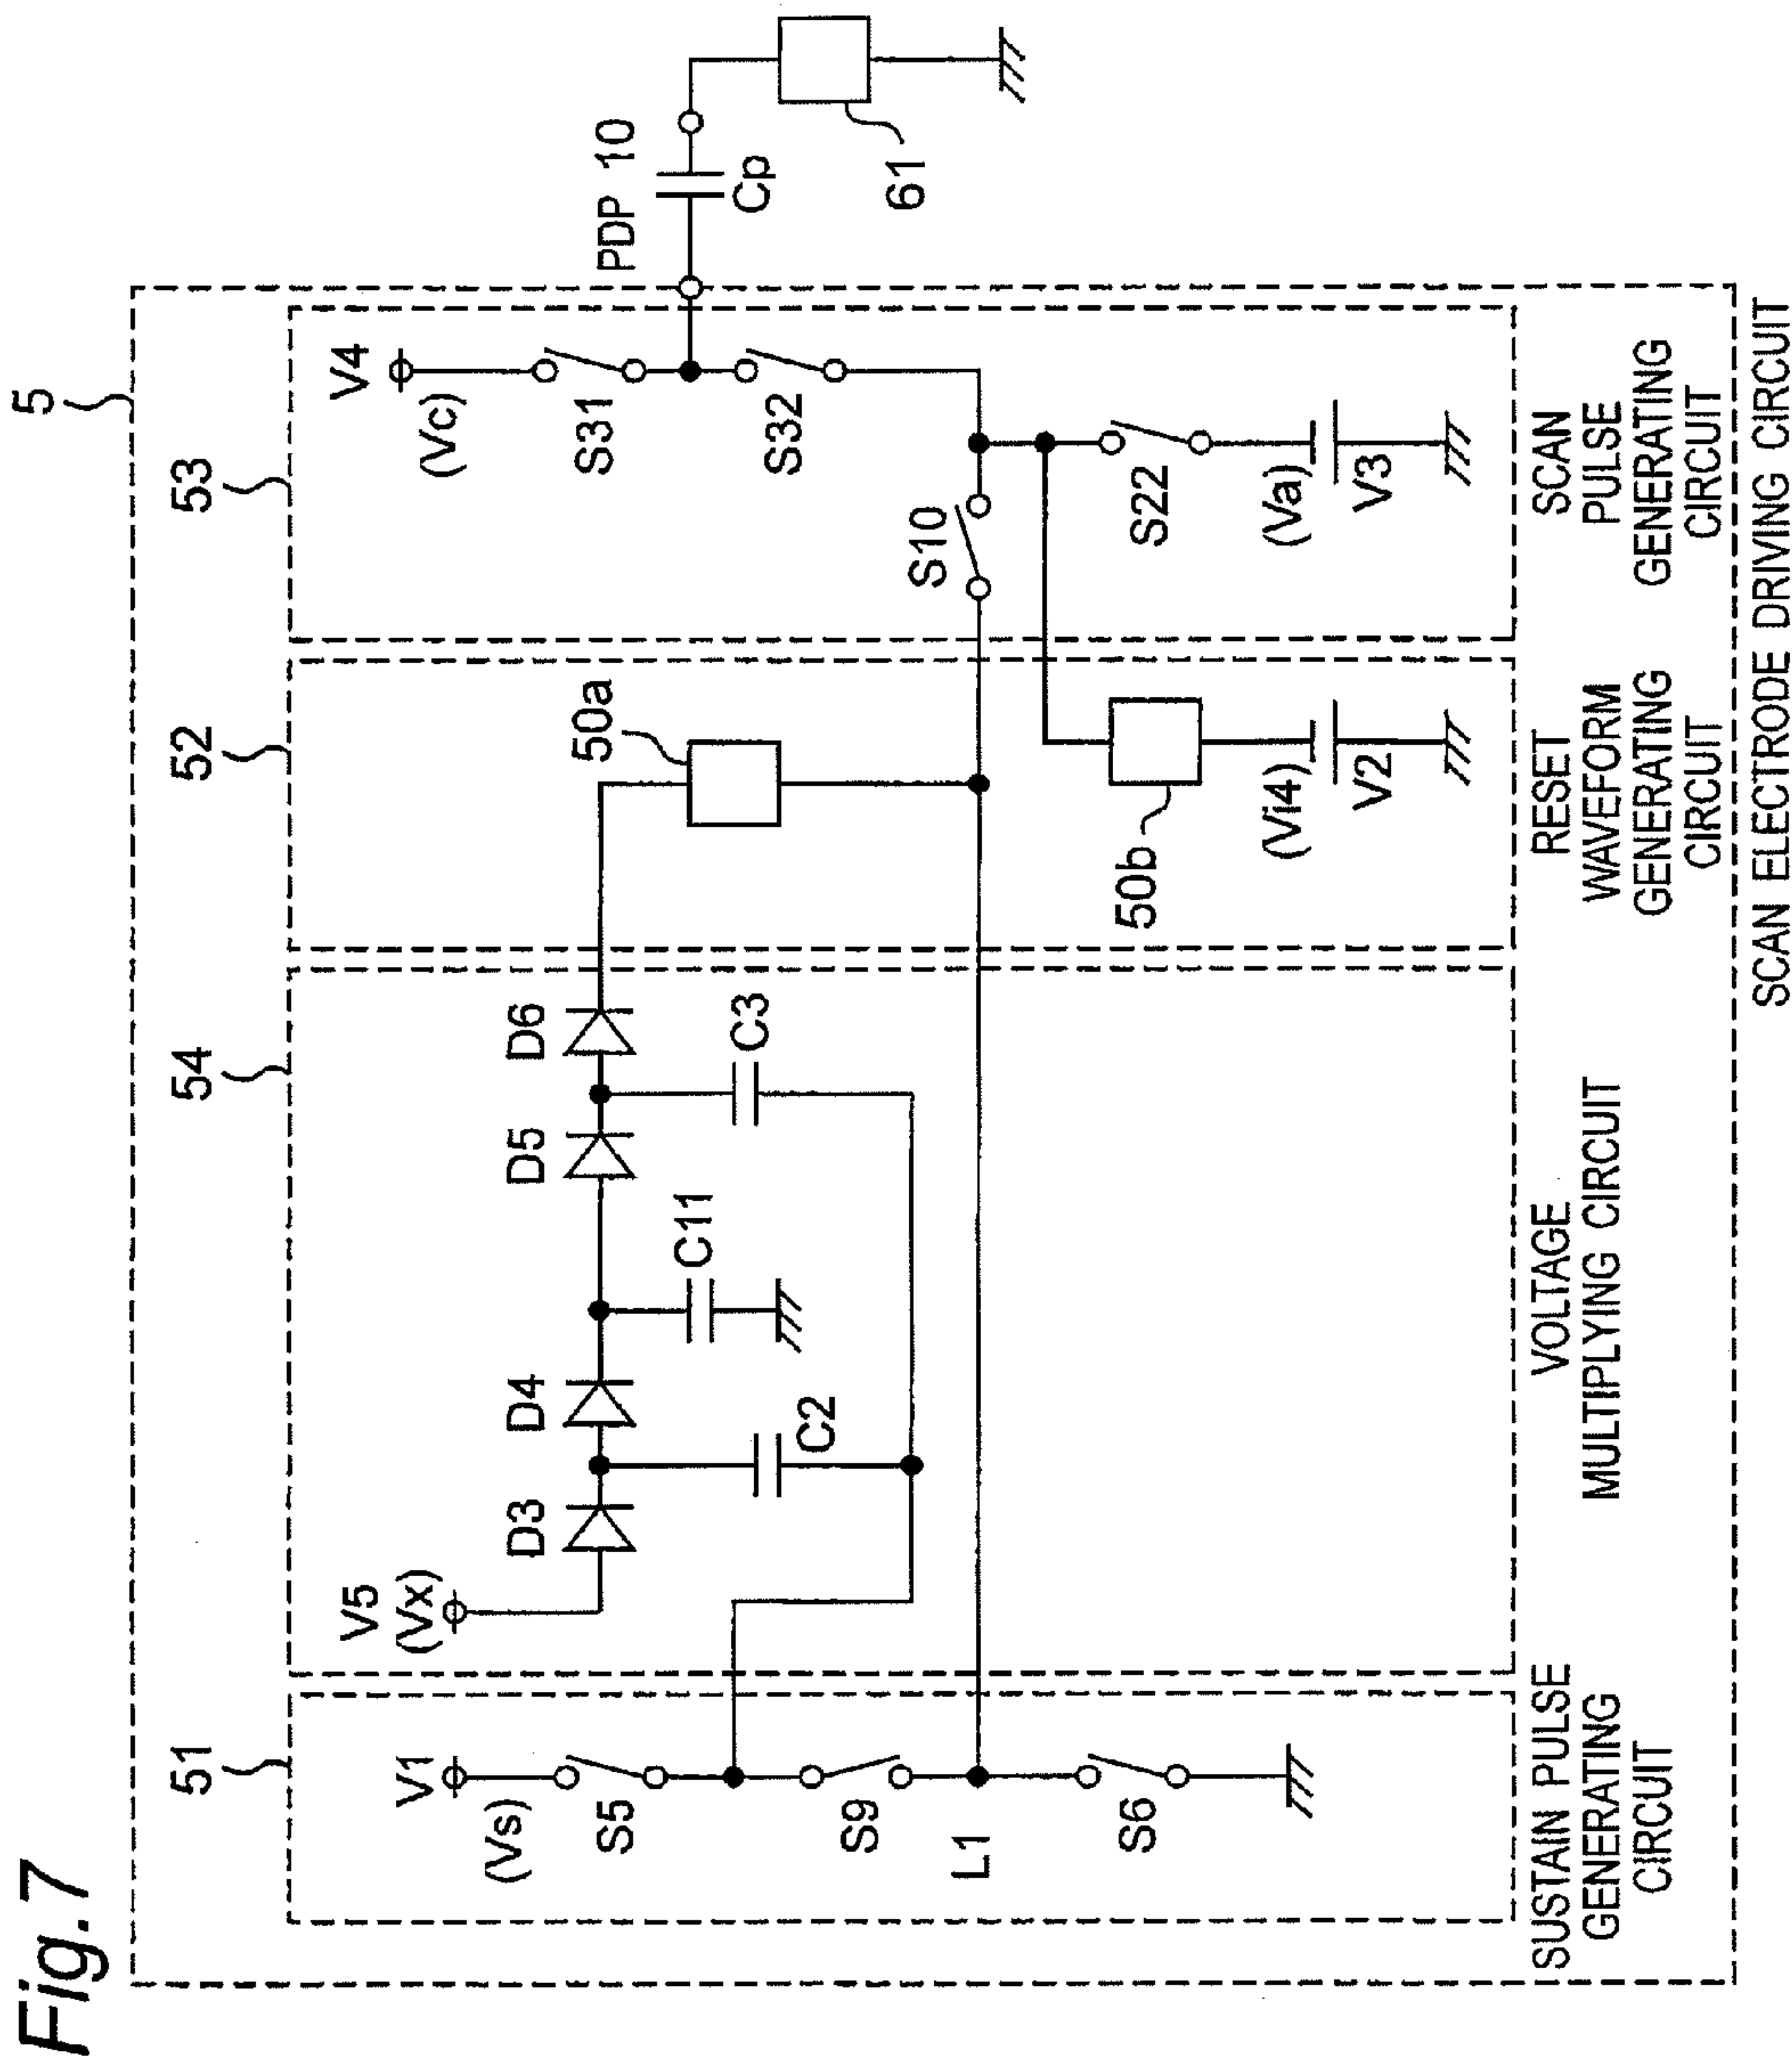 Fig.7
5
51
54
52
53
V1
(Vs)
S5
S9
L1
S6
V5
(Vx)
D3
D4
D5
D6
C2
C11
C3
50a
50b
(Vi4)
V2
V4
(Vc)
S31
S32
S10
S22
(Va)
V3
PDP 10
Cp
61
SUSTAIN PULSE
GENERATING
CIRCUIT
VOLTAGE
MULTIPLYING CIRCUIT
RESET
WAVEFORM
GENERATING
CIRCUIT
SCAN
PULSE
GENERATING
CIRCUIT
SCAN ELECTRODE DRIVING CIRCUIT